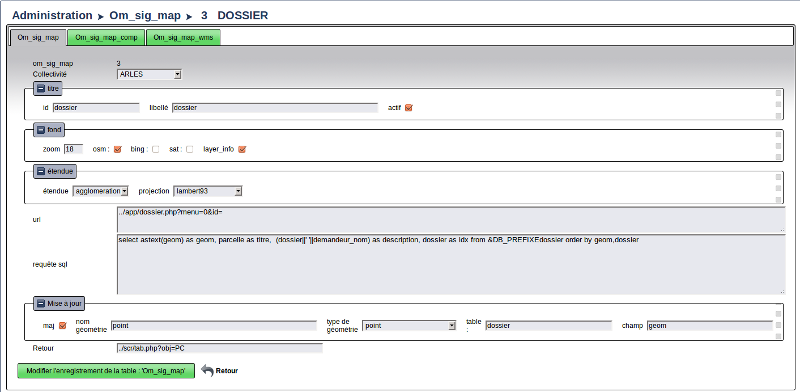 Administration ➤ Om_sig_map ➤ 3 DOSSIER
Om_sig_map Om_sig_map_comp Om_sig_map_wms
om_sig_map 3
Collectivité ARLES
titre
id dossier libellé dossier actif
fond
zoom 18 osm : bing : sat : layer_info
étendue
étendue agglomeration projection lambert93
url ../app/dossier.php?menu=0&id=
requête sql select astext(geom) as geom, parcelle as titre, (dossier||' '||demandeur_nom) as description, dossier as idx from &DB_PREFIXEdossier order by geom,dossier
Mise à jour
maj nom géométrie point type de géométrie point table : dossier champ geom
Retour ../scr/tab.php?obj=PC
Modifier l'enregistrement de la table : 'Om_sig_map' Retour